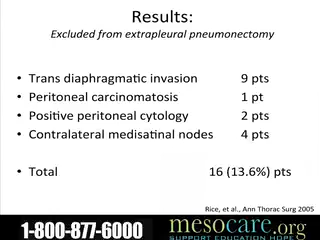 Results:
Excluded from extrapleural pneumonectomy
• Trans diaphragmatic invasion 9 pts
• Peritoneal carcinomatosis 1 pt
• Positive peritoneal cytology 2 pts
• Contralateral medisatinal nodes 4 pts
• Total 16 (13.6%) pts
Rice, et al., Ann Thorac Surg 2005
1-800-877-6000 mesocare.org
SUPPORT EDUCATION HOPE